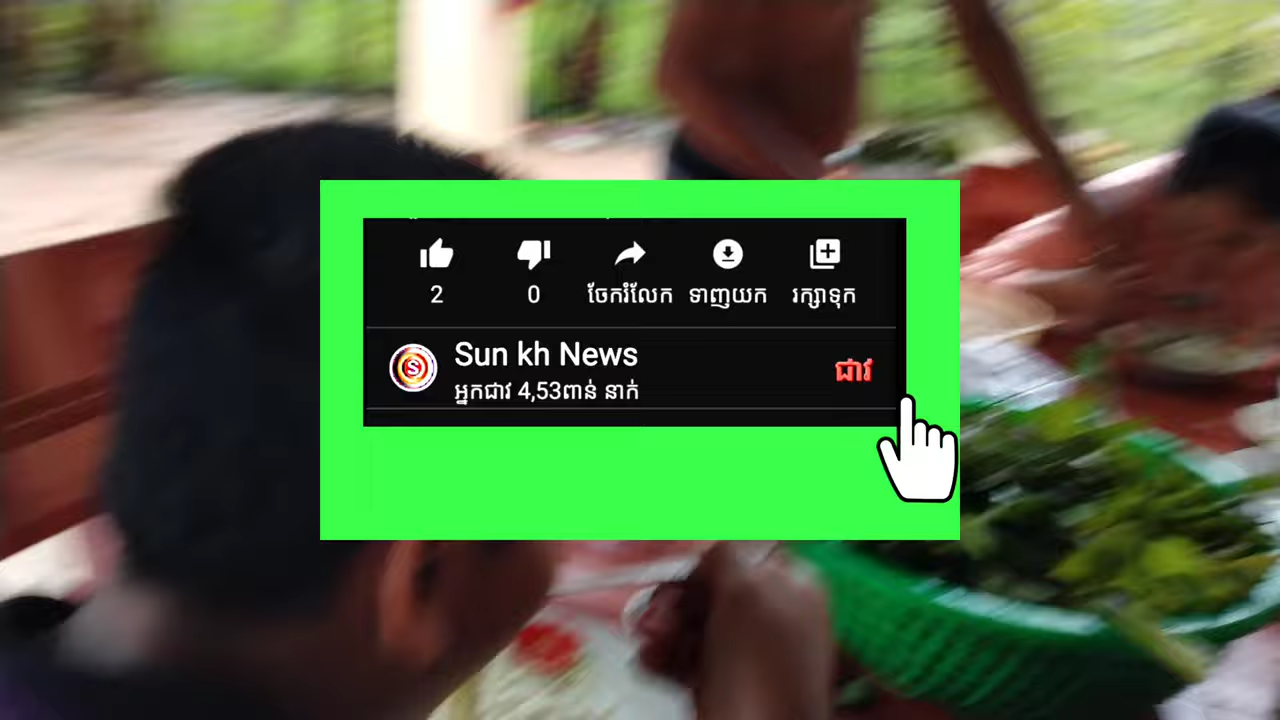 2 0 ចែករំលែក ទាញយក រក្សាទុក
Sun kh News
អ្នកជាវ 4,53ពាន់ នាក់
ជាវ